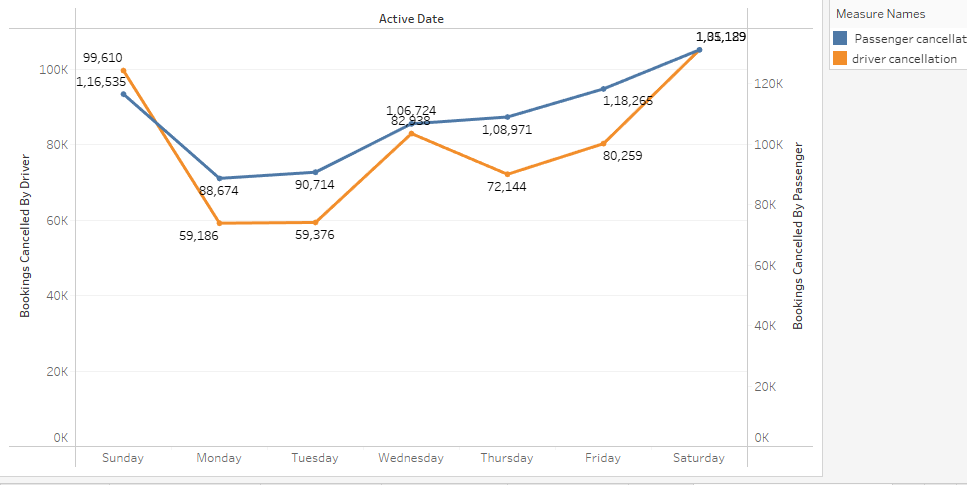 Active Date
Measure Names
Passenger cancellat
driver cancellation
Bookings Cancelled By Driver
100K
80K
60K
40K
20K
0K
99,610
1,16,535
88,674
59,186
90,714
59,376
1,06,724
1,08,971
72,144
1,18,265
80,259
Bookings Cancelled By Passenger
120K
100K
80K
60K
40K
20K
0K
Sunday Monday Tuesday Wednesday Thursday Friday Saturday